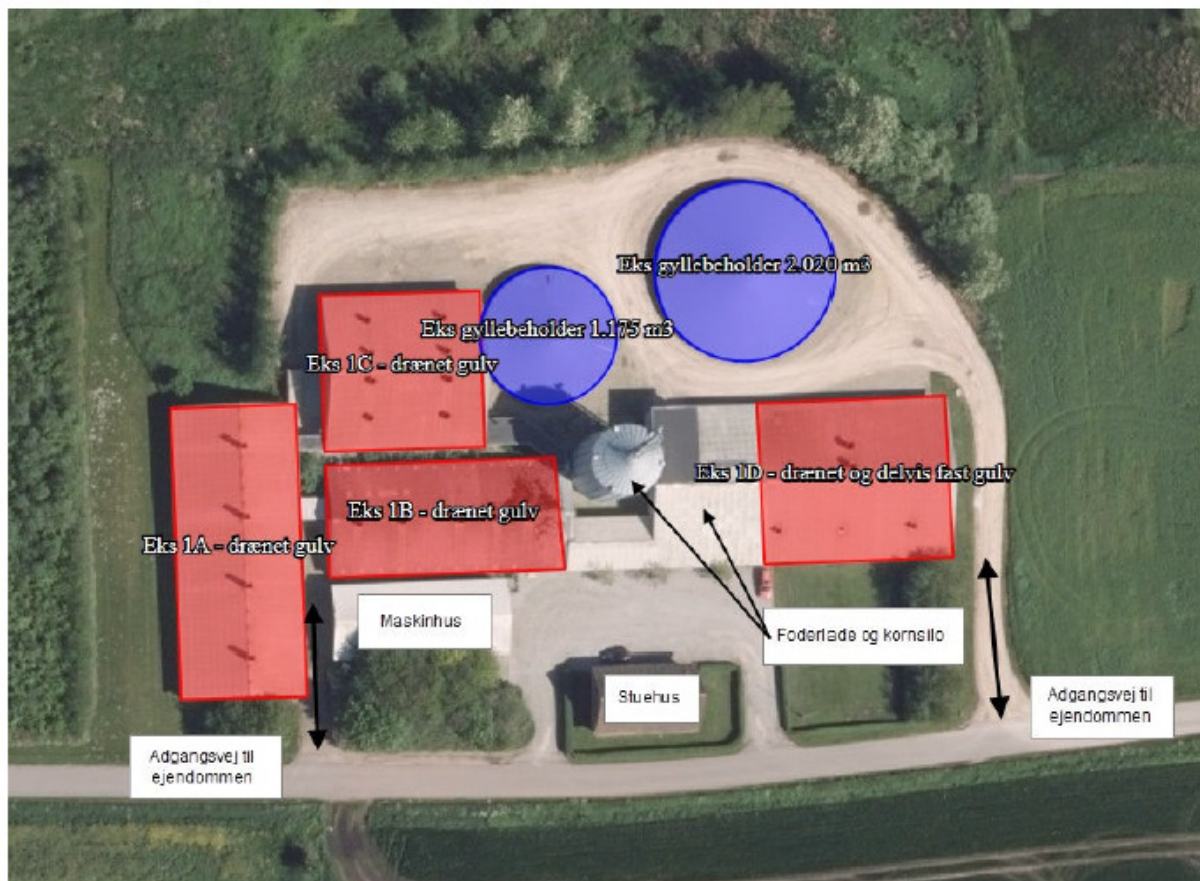 Eks gyllebeholder 2.020 m3
Eks gyllebeholder 1.175 m3
Eks 1C - drænet gulv
Eks 1D - drænet og delvis fast gulv
Eks 1B - drænet gulv
Eks 1A - drænet gulv
Maskinhus
Foderlade og kornsilo
Stuehus
Adgangsvej til
ejendommen
Adgangsvej til
ejendommen